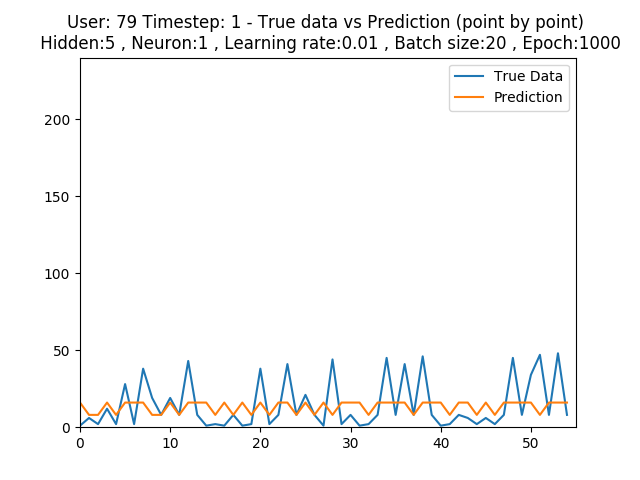 User: 79 Timestep: 1 - True data vs Prediction (point by point)
Hidden:5 , Neuron:1 , Learning rate:0.01 , Batch size:20 , Epoch:1000
True Data
Prediction
200
150
100
50
0
0 10 20 30 40 50